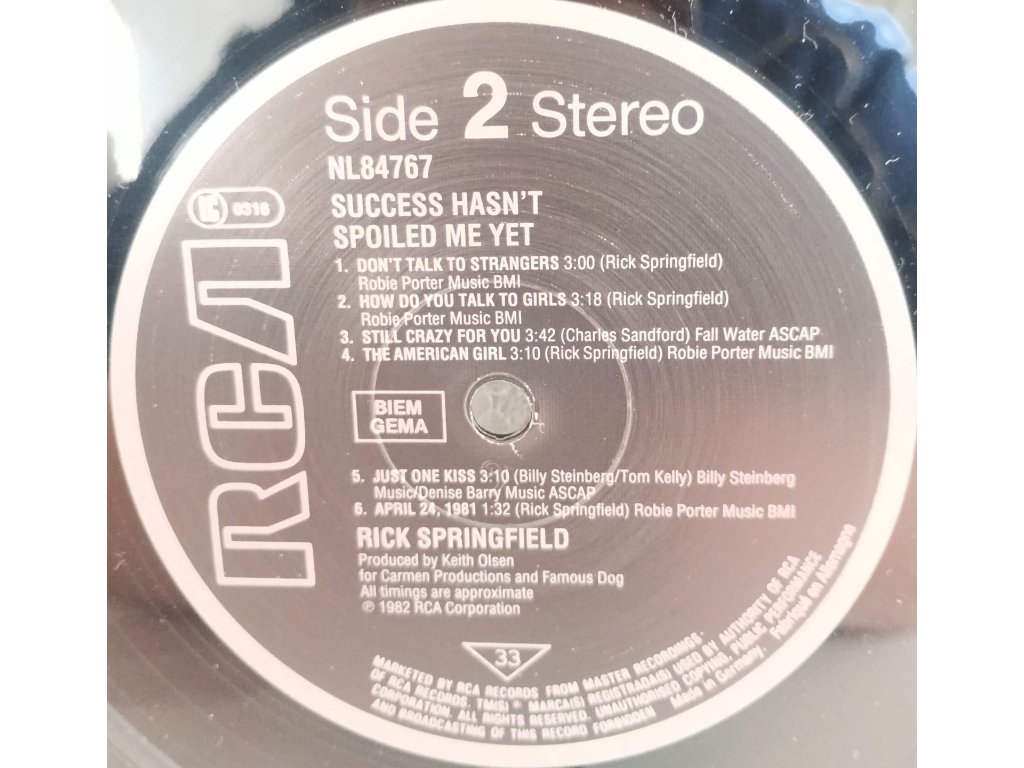 Side 2 Stereo
NL84767
LC 0316
SUCCESS HASN'T
SPOILED ME YET
1. DON'T TALK TO STRANGERS 3:00 (Rick Springfield)
Robie Porter Music BMI
2. HOW DO YOU TALK TO GIRLS 3:18 (Rick Springfield)
Robie Porter Music BMI
3. STILL CRAZY FOR YOU 3:42 (Charles Sandford) Fall Water ASCAP
4. THE AMERICAN GIRL 3:10 (Rick Springfield) Robie Porter Music BMI
RCA
BIEM
GEMA
5. JUST ONE KISS 3:10 (Billy Steinberg/Tom Kelly) Billy Steinberg
Music/Denise Barry Music ASCAP
6. APRIL 24, 1981 1:32 (Rick Springfield) Robie Porter Music BMI
RICK SPRINGFIELD
Produced by Keith Olsen
for Carmen Productions and Famous Dog
All timings are approximate
℗ 1982 RCA Corporation
33
MARKETED BY RCA RECORDS FROM MASTER RECORDINGS.
OF RCA RECORDS. TM(S) ® MARCA(S) REGISTRADA(S) USED BY AUTHORITY OF RCA
CORPORATION. ALL RIGHTS RESERVED. UNAUTHORISED COPYING, PUBLIC PERFORMANCE
AND BROADCASTING OF THIS RECORD FORBIDDEN Made in Germany. Fabriqué en Allemagne